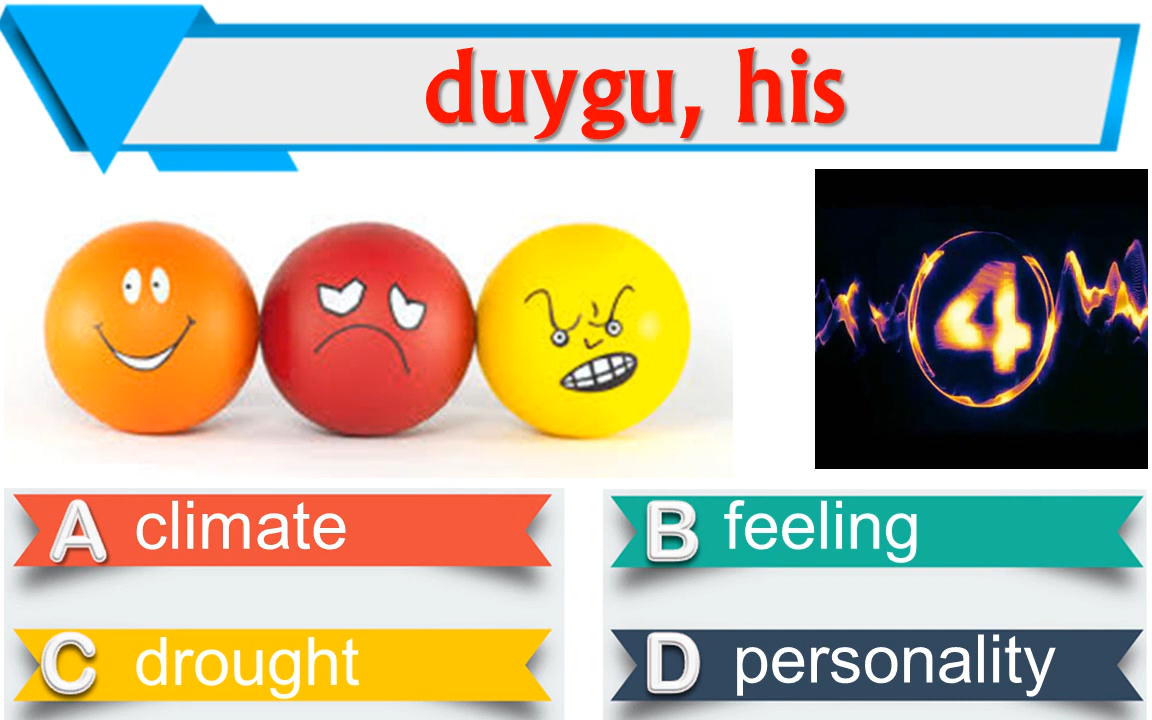 duygu, his
4
A climate
B feeling
C drought
D personality